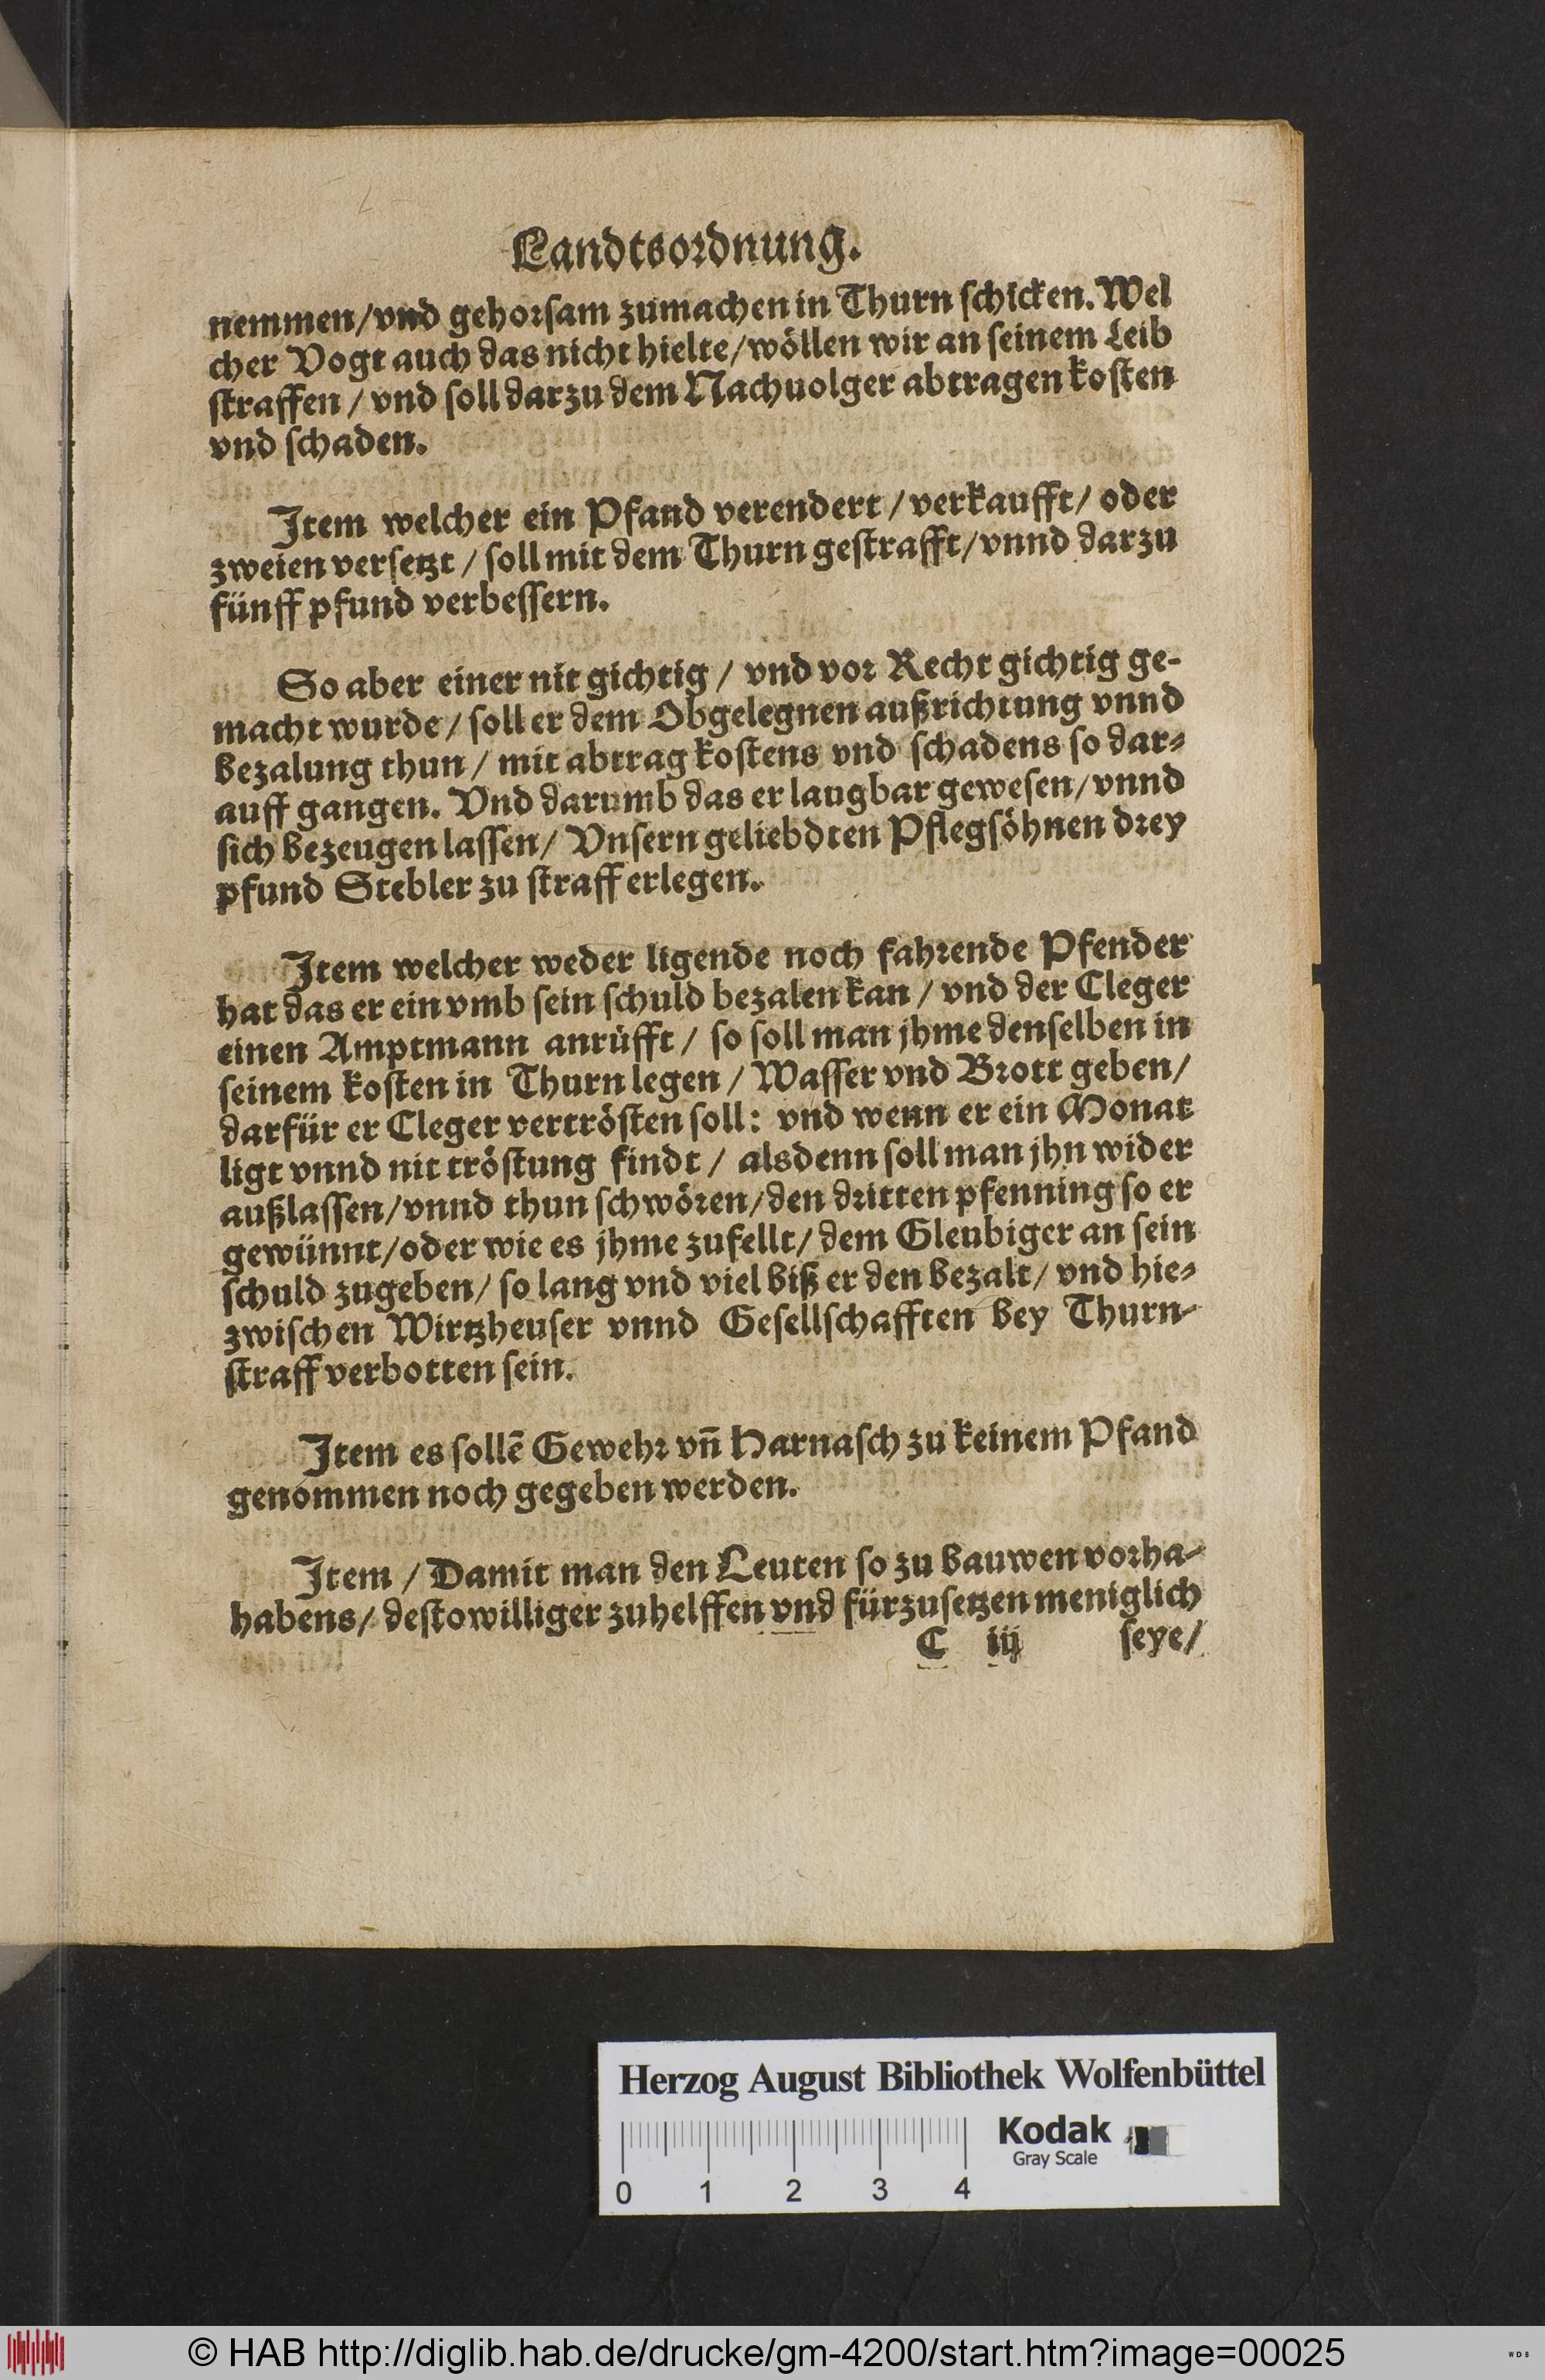 Landtsordnung.
nemmen/vnd gehorsam zumachen in Thurn schicken. Wel
cher Vogt auch das nicht hielte/wöllen wir an seinem Leib
straffen/vnd soll darzu dem Nachuolger abtragen kosten
vnd schaden.
Item welcher ein Pfand verendert/verkaufft/oder
zweien versetzt/soll mit dem Thurn gestrafft/vnnd darzu
fünff pfund verbessern.
So aber einer nit gichtig/vnd vor Recht gichtig ge-
macht wurde/soll er dem Obgelegnen außrichtung vnnd
bezalung thun/mit abtrag kostens vnd schadens so dar-
auff gangen. Vnd darumb das er laugbar gewesen/vnnd
sich bezeugen lassen/Vnsern geliebdten Pflegsöhnen drey
pfund Stebler zu straff erlegen.
Item welcher weder ligende noch fahrende Pfender
hat das er ein vmb sein schuld bezalen kan/vnd der Cleger
einen Amptmann anrüfft/so soll man jhme denselben in
seinem kosten in Thurn legen/Wasser vnd Brott geben/
darfür er Cleger vertrösten soll: vnd wenn er ein Monat
ligt vnnd nit tröstung findt/alsdenn soll man jhn wider
außlassen/vnnd thun schwören/den dritten pfenning so er
gewünnt/oder wie es jhme zufellt/dem Gleubiger an sein
schuld zugeben/so lang vnd viel biß er den bezalt/vnd hie-
zwischen Wirtzheuser vnnd Gesellschafften bey Thurn-
straff verbotten sein.
Item es sollē Gewehr vn̄ Harnasch zu keinem Pfand
genommen noch gegeben werden.
Item/Damit man den Leuten so zu bauwen vorha-
habens/destowilliger zuhelffen vnd fürzusetzen meniglich
C iij seye/
Herzog August Bibliothek Wolfenbüttel
Kodak
Gray Scale
0 1 2 3 4
© HAB http://diglib.hab.de/drucke/gm-4200/start.htm?image=00025